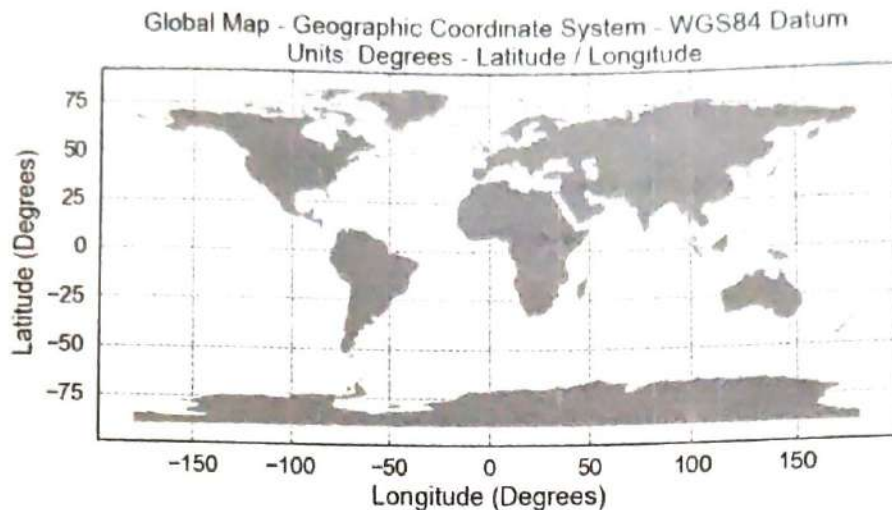 Global Map - Geographic Coordinate System - WGS84 Datum
Units: Degrees - Latitude / Longitude
75
50
25
0
−25
−50
−75
Latitude (Degrees)
−150 −100 −50 0 50 100 150
Longitude (Degrees)